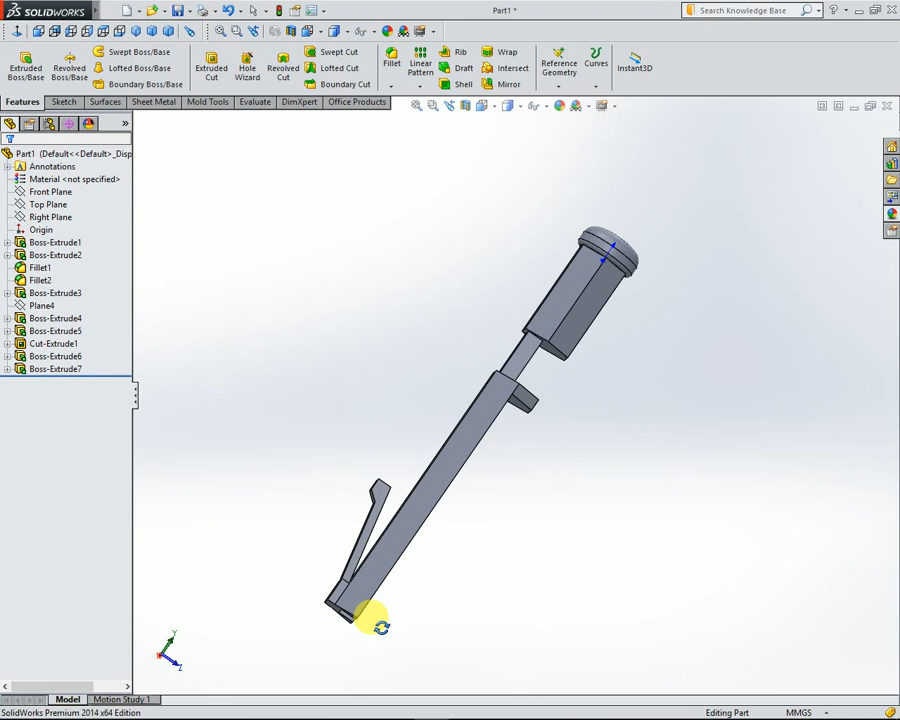 SOLIDWORKS
Part1 *
Search Knowledge Base
Extruded Boss/Base
Revolved Boss/Base
Swept Boss/Base
Lofted Boss/Base
Boundary Boss/Base
Extruded Cut
Hole Wizard
Revolved Cut
Swept Cut
Lofted Cut
Boundary Cut
Fillet
Linear Pattern
Rib
Draft
Shell
Wrap
Intersect
Mirror
Reference Geometry
Curves
Instant3D
Features
Sketch
Surfaces
Sheet Metal
Mold Tools
Evaluate
DimXpert
Office Products
Part1 (Default<<Default>_Disp
Annotations
Material <not specified>
Front Plane
Top Plane
Right Plane
Origin
Boss-Extrude1
Boss-Extrude2
Fillet1
Fillet2
Boss-Extrude3
Plane4
Boss-Extrude4
Boss-Extrude5
Cut-Extrude1
Boss-Extrude6
Boss-Extrude7
Y
Z
Model
Motion Study 1
SolidWorks Premium 2014 x64 Edition
Editing Part
MMGS